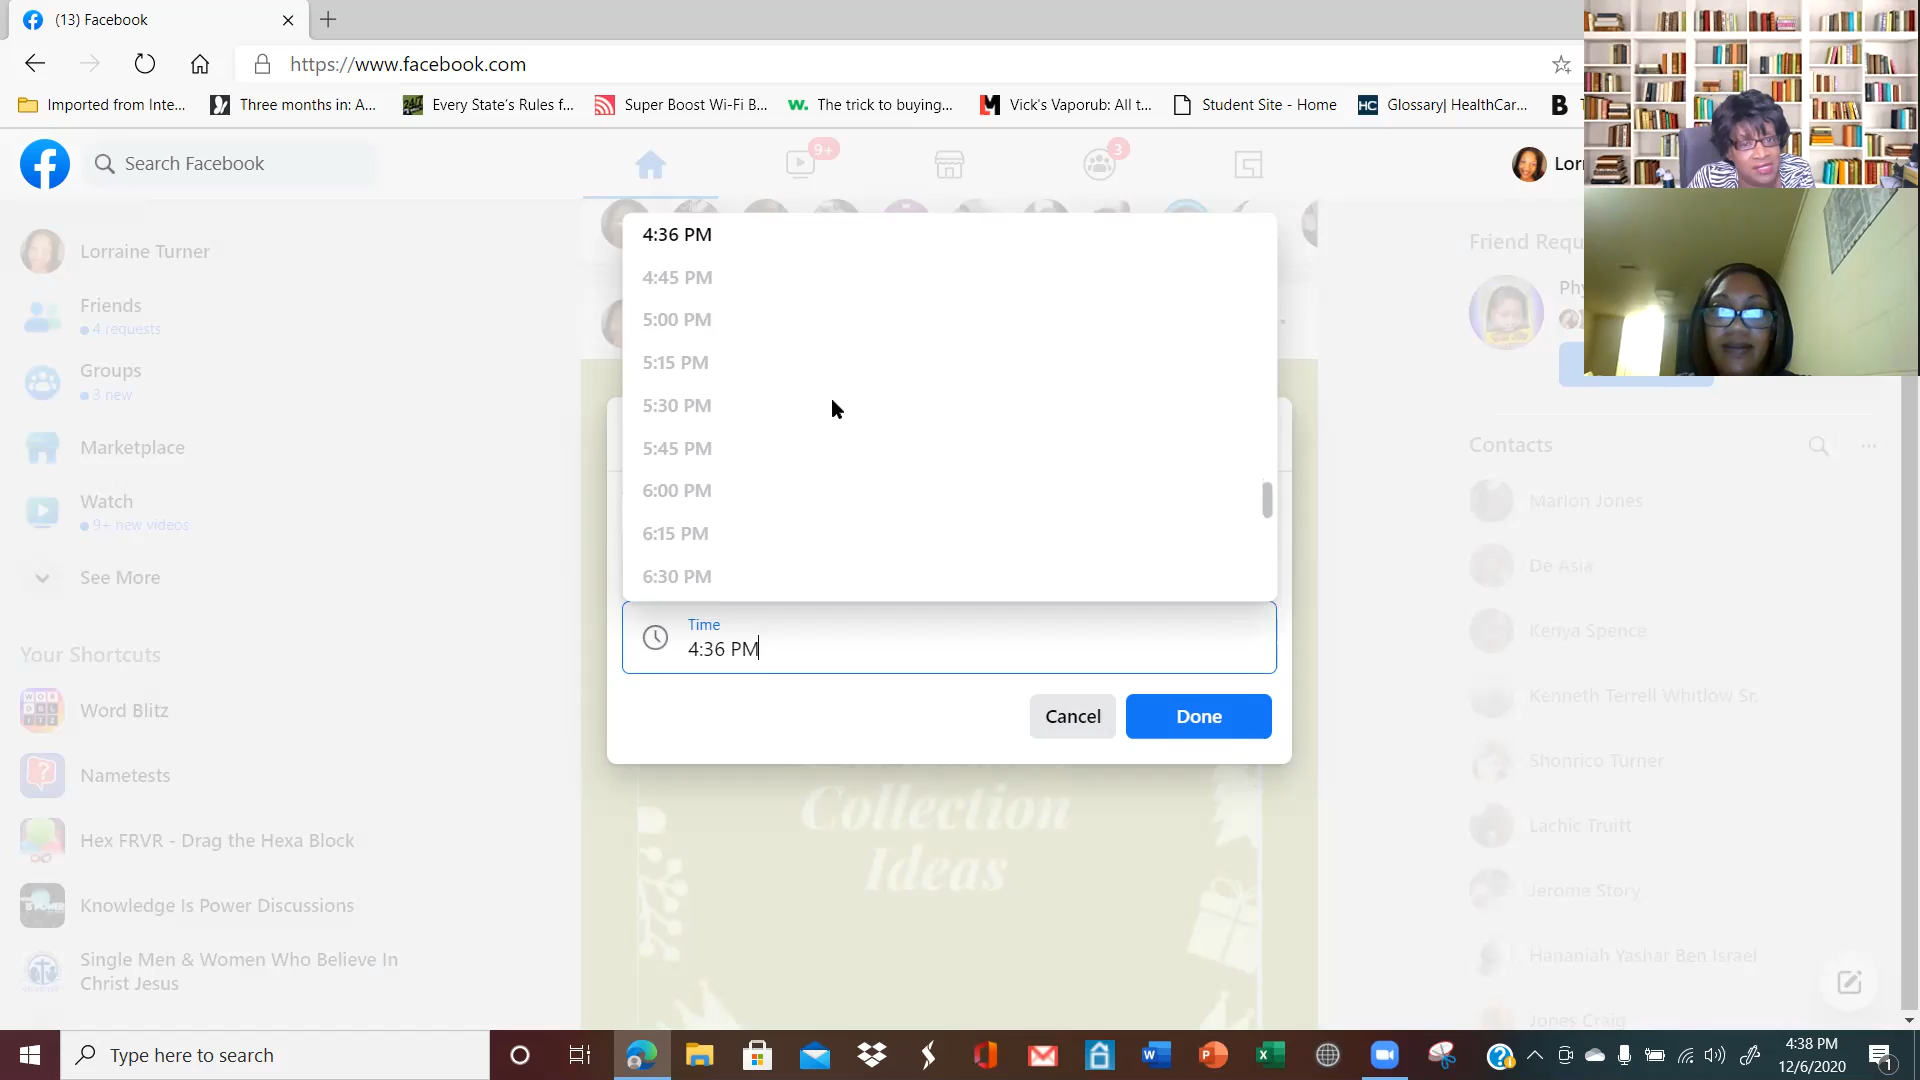 (13) Facebook
https://www.facebook.com
Imported from Inte...
Three months in: A...
Every State's Rules f...
Super Boost Wi-Fi B...
The trick to buying...
Vick's Vaporub: All t...
Student Site - Home
HC
Glossary| HealthCar...
B
Search Facebook
9+
3
Lor
Lorraine Turner
Friends
4 requests
Groups
3 new
Marketplace
Watch
9+ new videos
See More
Your Shortcuts
Word Blitz
Nametests
Hex FRVR - Drag the Hexa Block
Knowledge Is Power Discussions
Single Men & Women Who Believe In
Christ Jesus
4:36 PM
4:45 PM
5:00 PM
5:15 PM
5:30 PM
5:45 PM
6:00 PM
6:15 PM
6:30 PM
Time
4:36 PM
Cancel
Done
Collection
Ideas
Friend Requ
Phy
Contacts
Marlon Jones
De Asia
Kenya Spence
Kenneth Terrell Whitlow Sr.
Shonrico Turner
Lachic Truitt
Jerome Story
Hananiah Yashar Ben Israel
Jones Craig
Type here to search
4:38 PM
12/6/2020
1